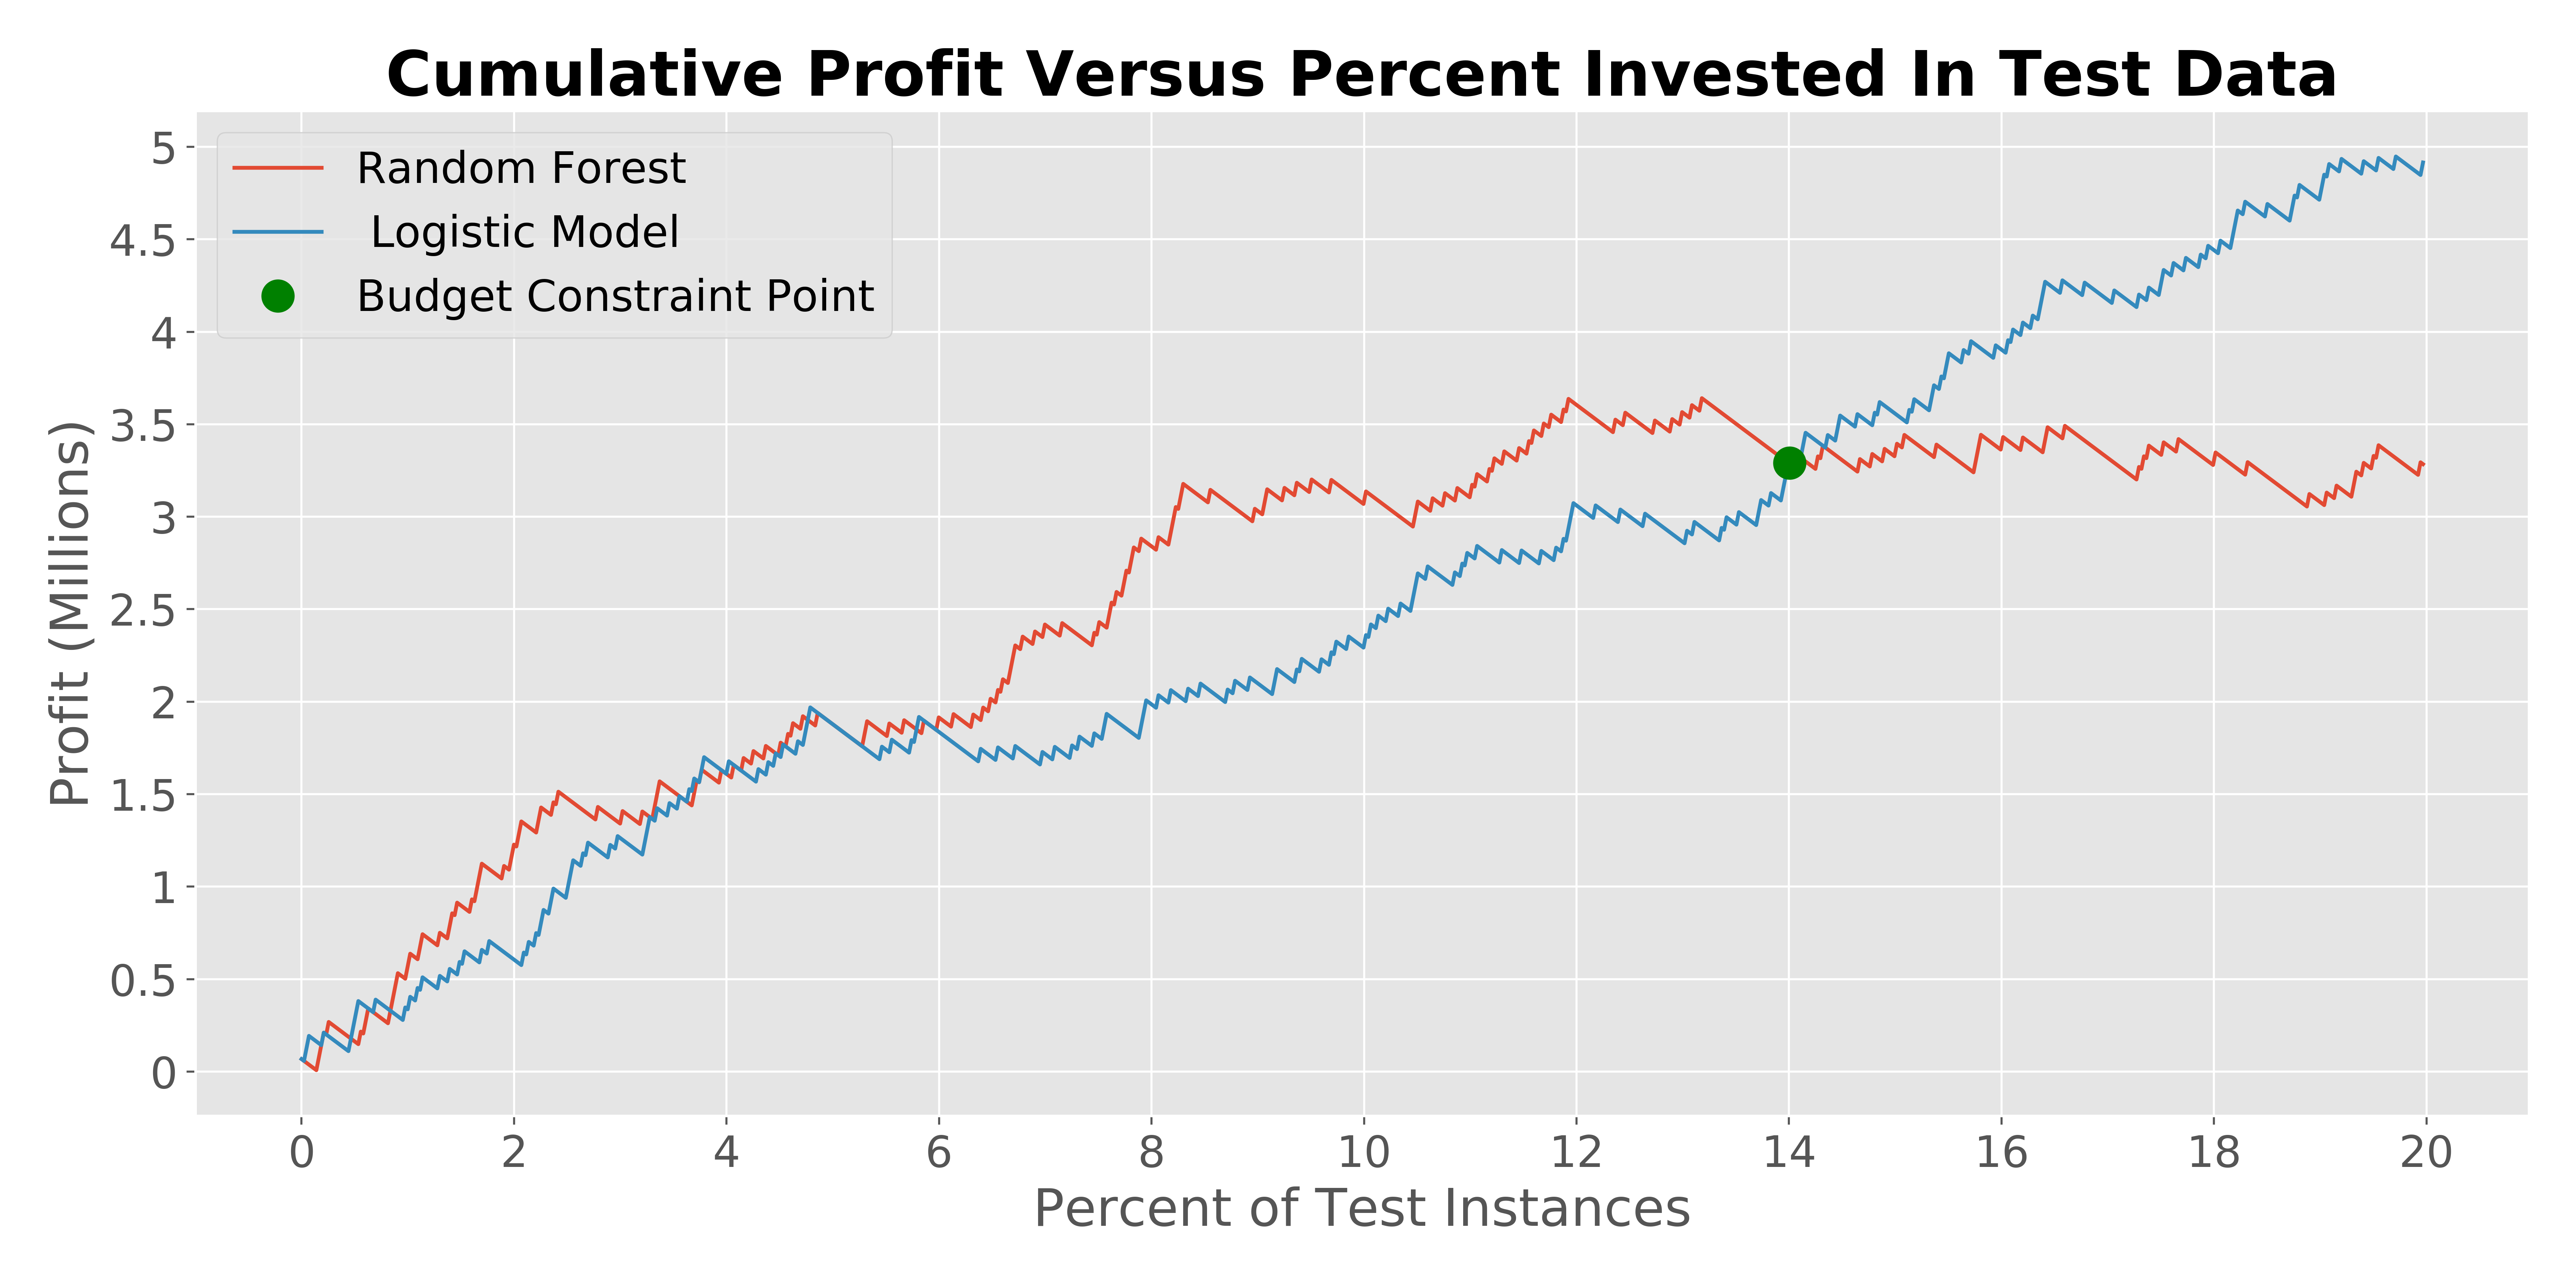 Cumulative Profit Versus Percent Invested In Test Data
Random Forest
Logistic Model
Budget Constraint Point
Profit (Millions)
5
4.5
4
3.5
3
2.5
2
1.5
1
0.5
0
0 2 4 6 8 10 12 14 16 18 20
Percent of Test Instances